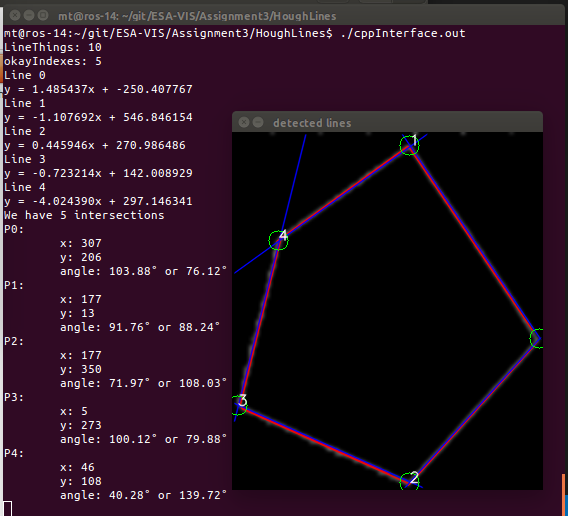 mt@ros-14: ~/git/ESA-VIS/Assignment3/HoughLines
mt@ros-14:~/git/ESA-VIS/Assignment3/HoughLines$ ./cppInterface.out
LineThings: 10
okayIndexes: 5
Line 0
y = 1.485437x + -250.407767
Line 1
y = -1.107692x + 546.846154
Line 2
y = 0.445946x + 270.986486
Line 3
y = -0.723214x + 142.008929
Line 4
y = -4.024390x + 297.146341
We have 5 intersections
P0:
x: 307
y: 206
angle: 103.88° or 76.12°
P1:
x: 177
y: 13
angle: 91.76° or 88.24°
P2:
x: 177
y: 350
angle: 71.97° or 108.03°
P3:
x: 5
y: 273
angle: 100.12° or 79.88°
P4:
x: 46
y: 108
angle: 40.28° or 139.72°
detected lines
1
4
3
2